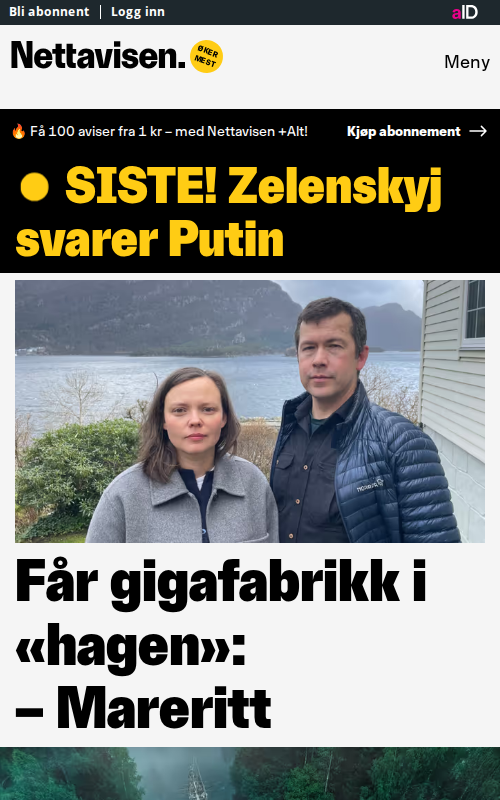 Bli abonnent
Logg inn
aID
Nettavisen.
ØKER
MEST
Meny
🔥 Få 100 aviser fra 1 kr – med Nettavisen +Alt!
Kjøp abonnement →
SISTE! Zelenskyj
svarer Putin
Får gigafabrikk i
«hagen»:
– Mareritt